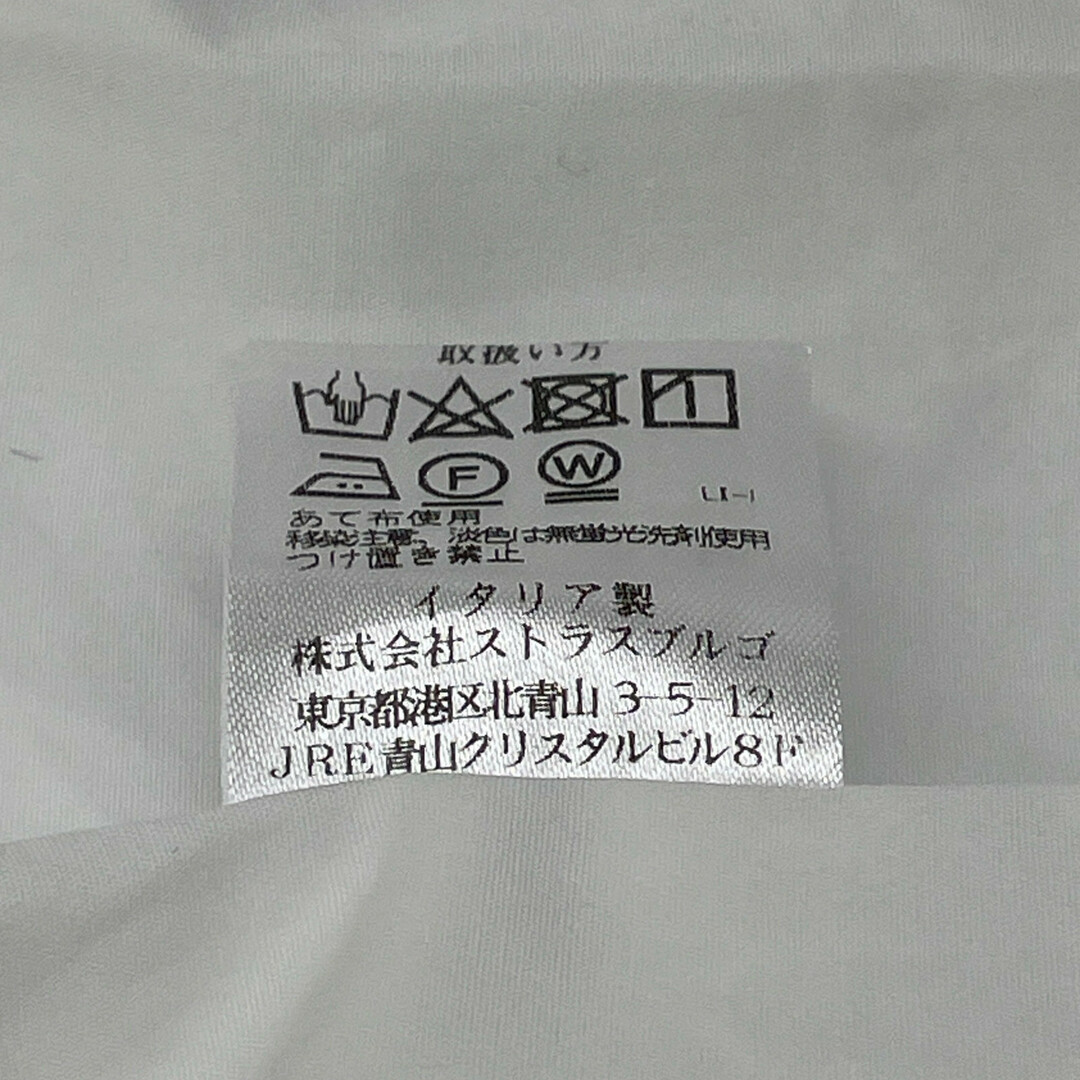 取扱い方
F W LI-1
あて布使用
移染注意。淡色は無蛍光洗剤使用
つけ置き禁止
イタリア製
株式会社ストラスブルゴ
東京都港区北青山 3-5-12
JRE青山クリスタルビル8F